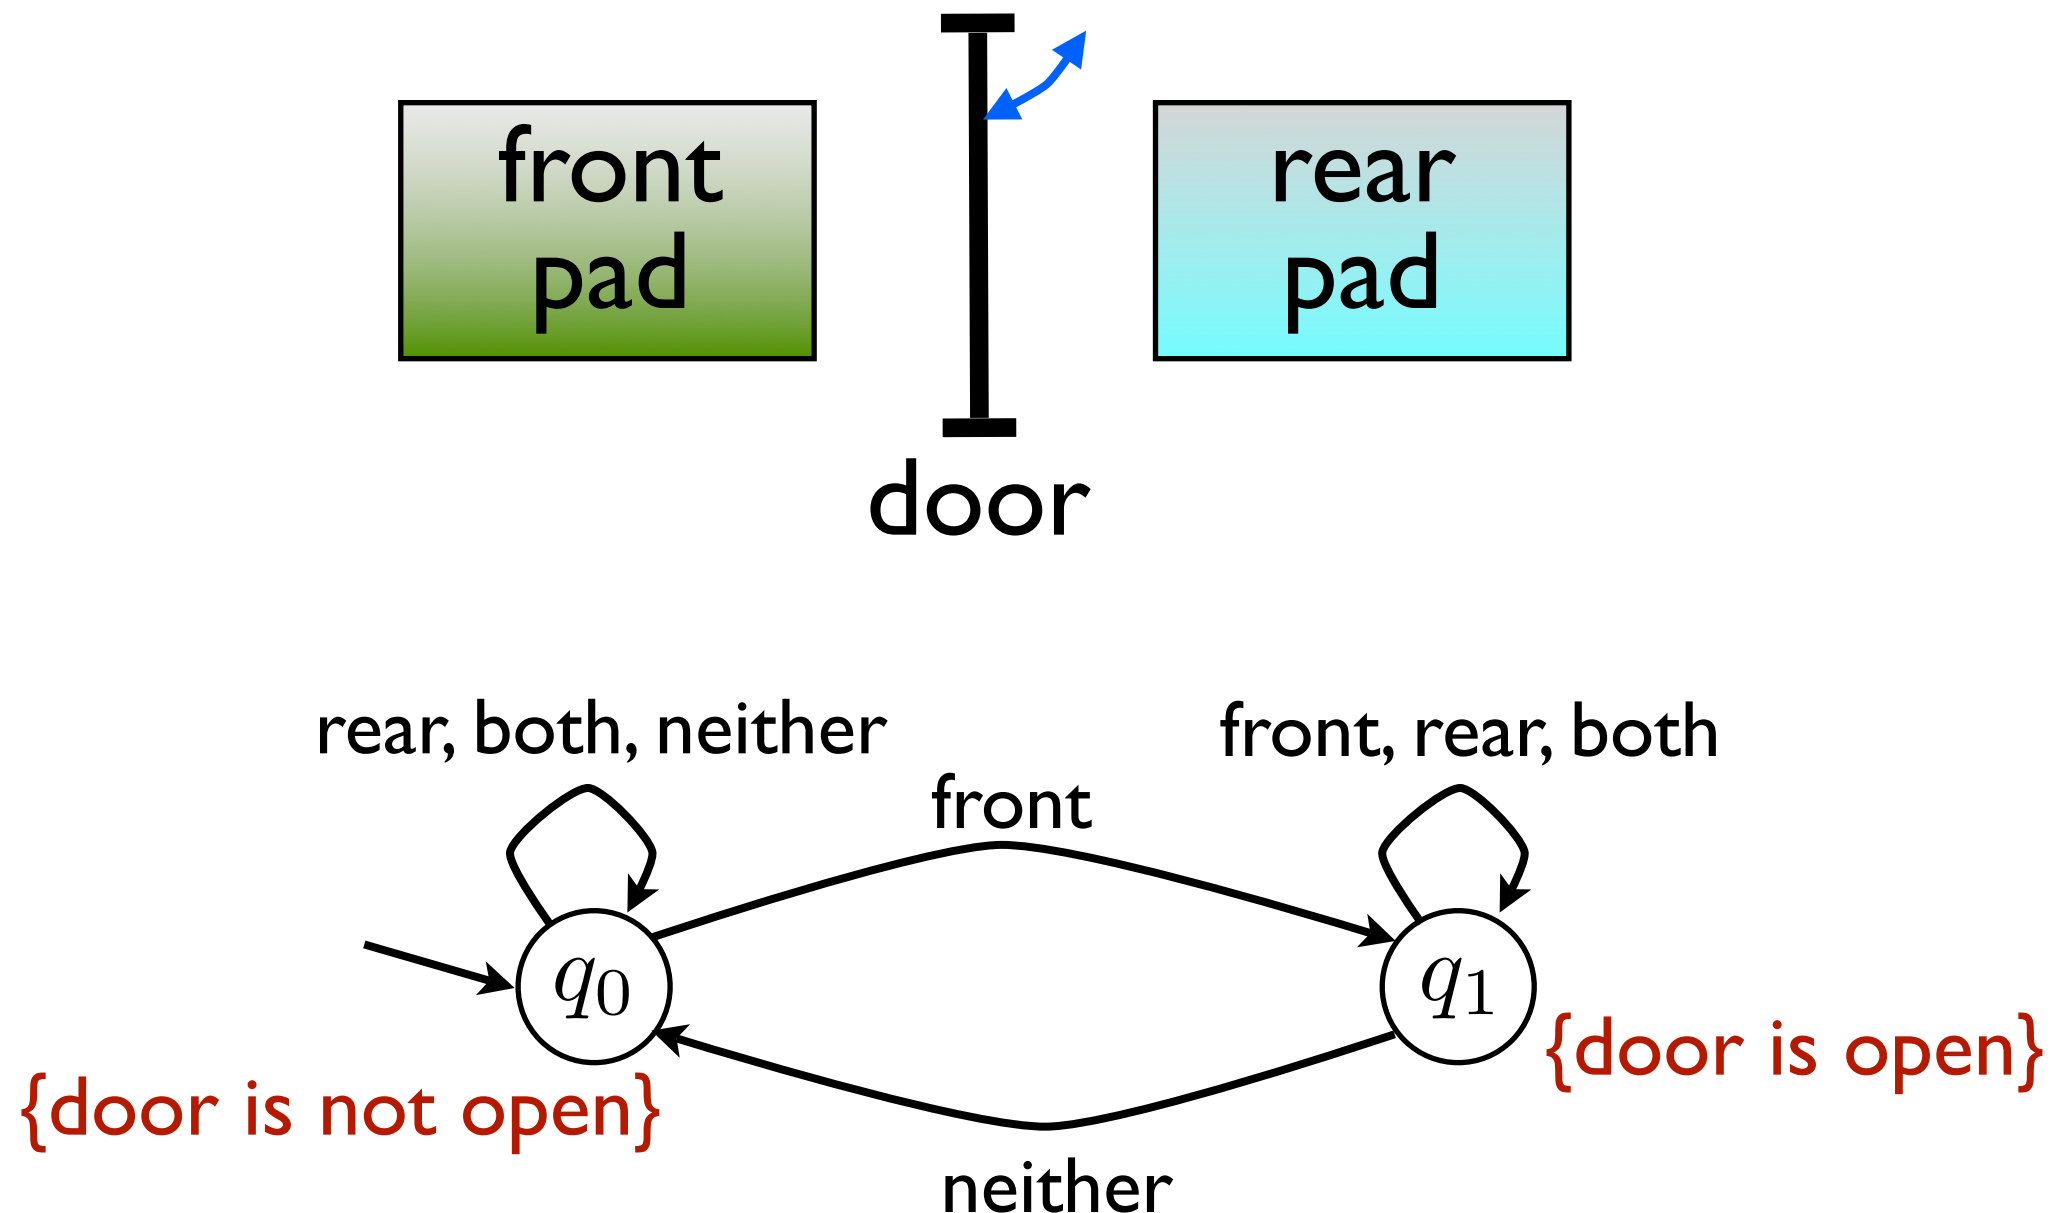 front
pad
rear
pad
door
rear, both, neither
front, rear, both
front
q₀
q₁
{door is not open}
{door is open}
neither